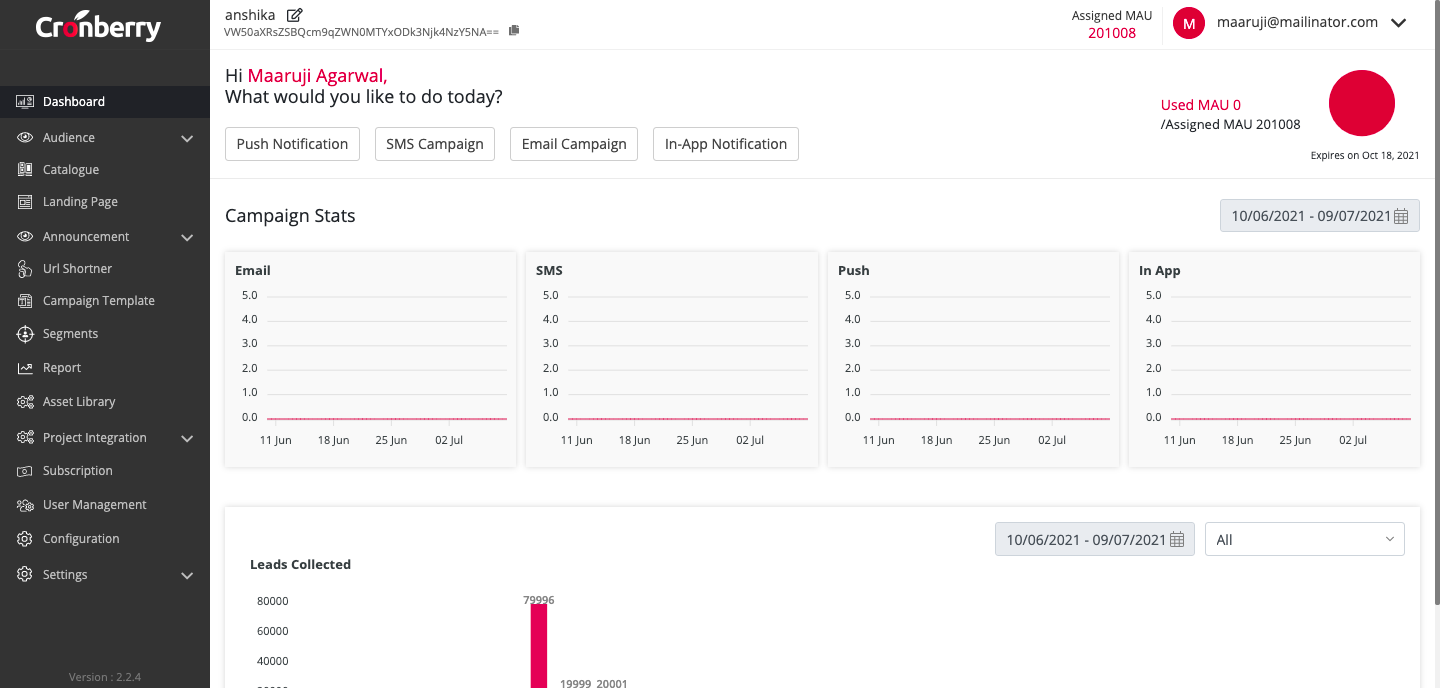 Cronberry
anshika
VW50aXRsZSBQcm9qZWN0MTYxODk3Njk4NzY5NA==
Assigned MAU
201008
M
maaruji@mailinator.com
Dashboard
Audience
Catalogue
Landing Page
Announcement
Url Shortner
Campaign Template
Segments
Report
Asset Library
Project Integration
Subscription
User Management
Configuration
Settings
Version : 2.2.4
Hi Maaruji Agarwal,
What would you like to do today?
Push Notification
SMS Campaign
Email Campaign
In-App Notification
Used MAU 0
/Assigned MAU 201008
Expires on Oct 18, 2021
Campaign Stats
10/06/2021 - 09/07/2021
Email
5.0
4.0
3.0
2.0
1.0
0.0
11 Jun 18 Jun 25 Jun 02 Jul
SMS
5.0
4.0
3.0
2.0
1.0
0.0
11 Jun 18 Jun 25 Jun 02 Jul
Push
5.0
4.0
3.0
2.0
1.0
0.0
11 Jun 18 Jun 25 Jun 02 Jul
In App
5.0
4.0
3.0
2.0
1.0
0.0
11 Jun 18 Jun 25 Jun 02 Jul
10/06/2021 - 09/07/2021
All
Leads Collected
80000
79996
60000
40000
19999 20001